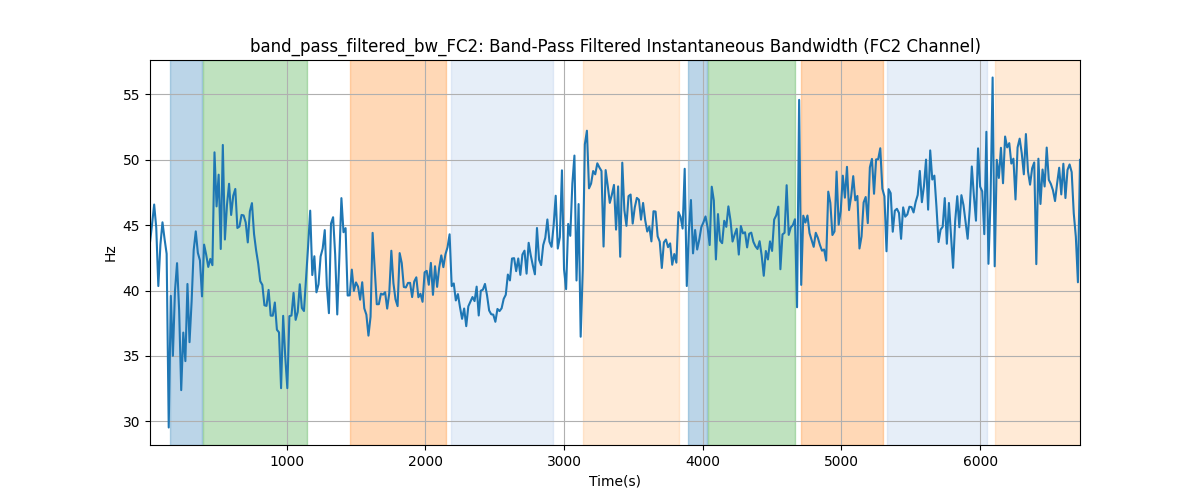 band_pass_filtered_bw_FC2: Band-Pass Filtered Instantaneous Bandwidth (FC2 Channel)
55
50
45
40
35
30
Hz
1000 2000 3000 4000 5000 6000
Time(s)